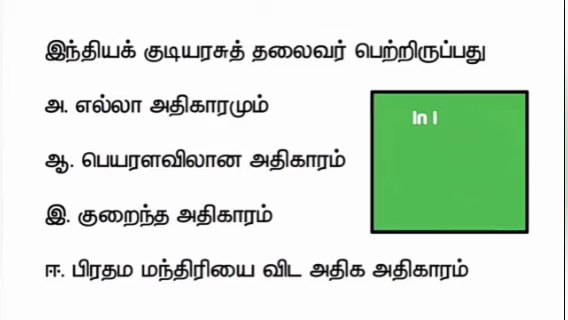 இந்தியக் குடியரசுத் தலைவர் பெற்றிருப்பது
அ. எல்லா அதிகாரமும்
In I
ஆ. பெயரளவிலான அதிகாரம்
இ. குறைந்த அதிகாரம்
ஈ. பிரதம மந்திரியை விட அதிக அதிகாரம்